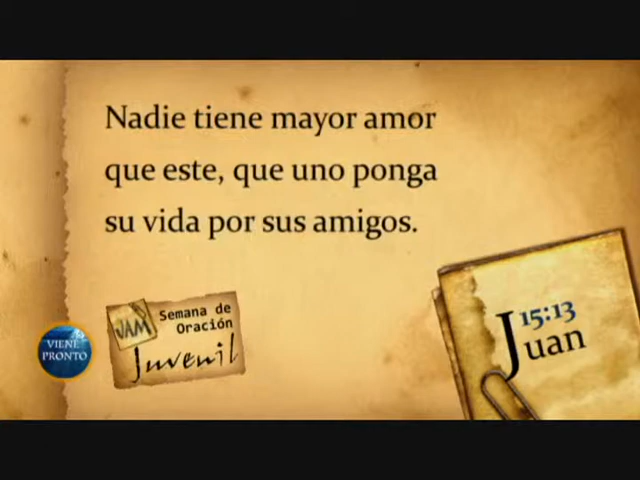 Nadie tiene mayor amor
que este, que uno ponga
su vida por sus amigos.
15:13
Juan
JAM
Semana de
Oración
Juvenil
VIENE
PRONTO